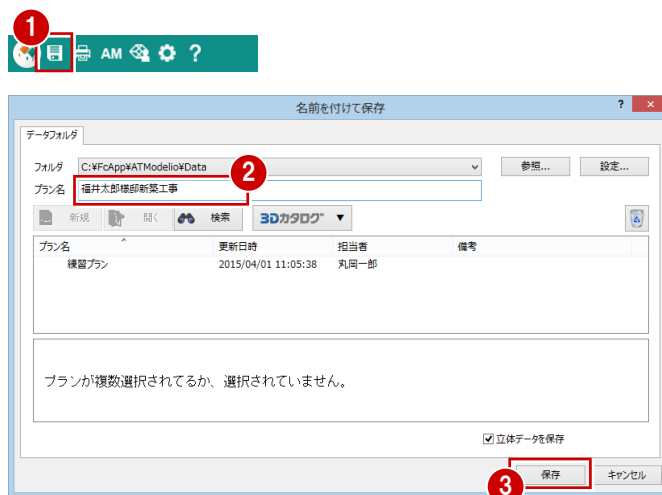 1
AM ?
名前を付けて保存 ? ×
データフォルダ
フォルダ C:¥FcApp¥ATModelio¥Data 参照... 設定...
2
プラン名 福井太郎様邸新築工事
新規 開く 検索 3Dカタログ ▼
プラン名 更新日時 担当者 備考
練習プラン 2015/04/01 11:05:38 丸岡一郎
プランが複数選択されてるか、選択されていません。
立体データを保存
保存 キャンセル
3